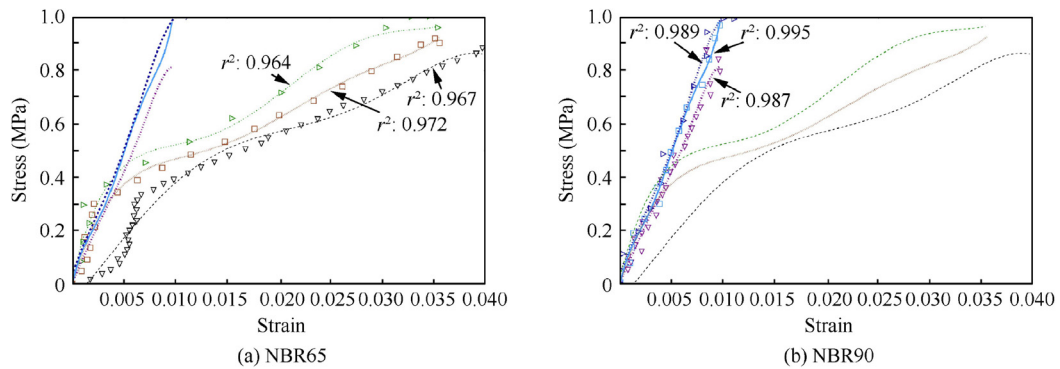 1.0
0.8
0.6
0.4
0.2
0
Stress (MPa)
r²: 0.964
r²: 0.967
r²: 0.972
0.005 0.010 0.015 0.020 0.025 0.030 0.035 0.040
Strain
(a) NBR65
1.0
0.8
0.6
0.4
0.2
0
Stress (MPa)
r²: 0.989
r²: 0.995
r²: 0.987
0.005 0.010 0.015 0.020 0.025 0.030 0.035 0.040
Strain
(b) NBR90